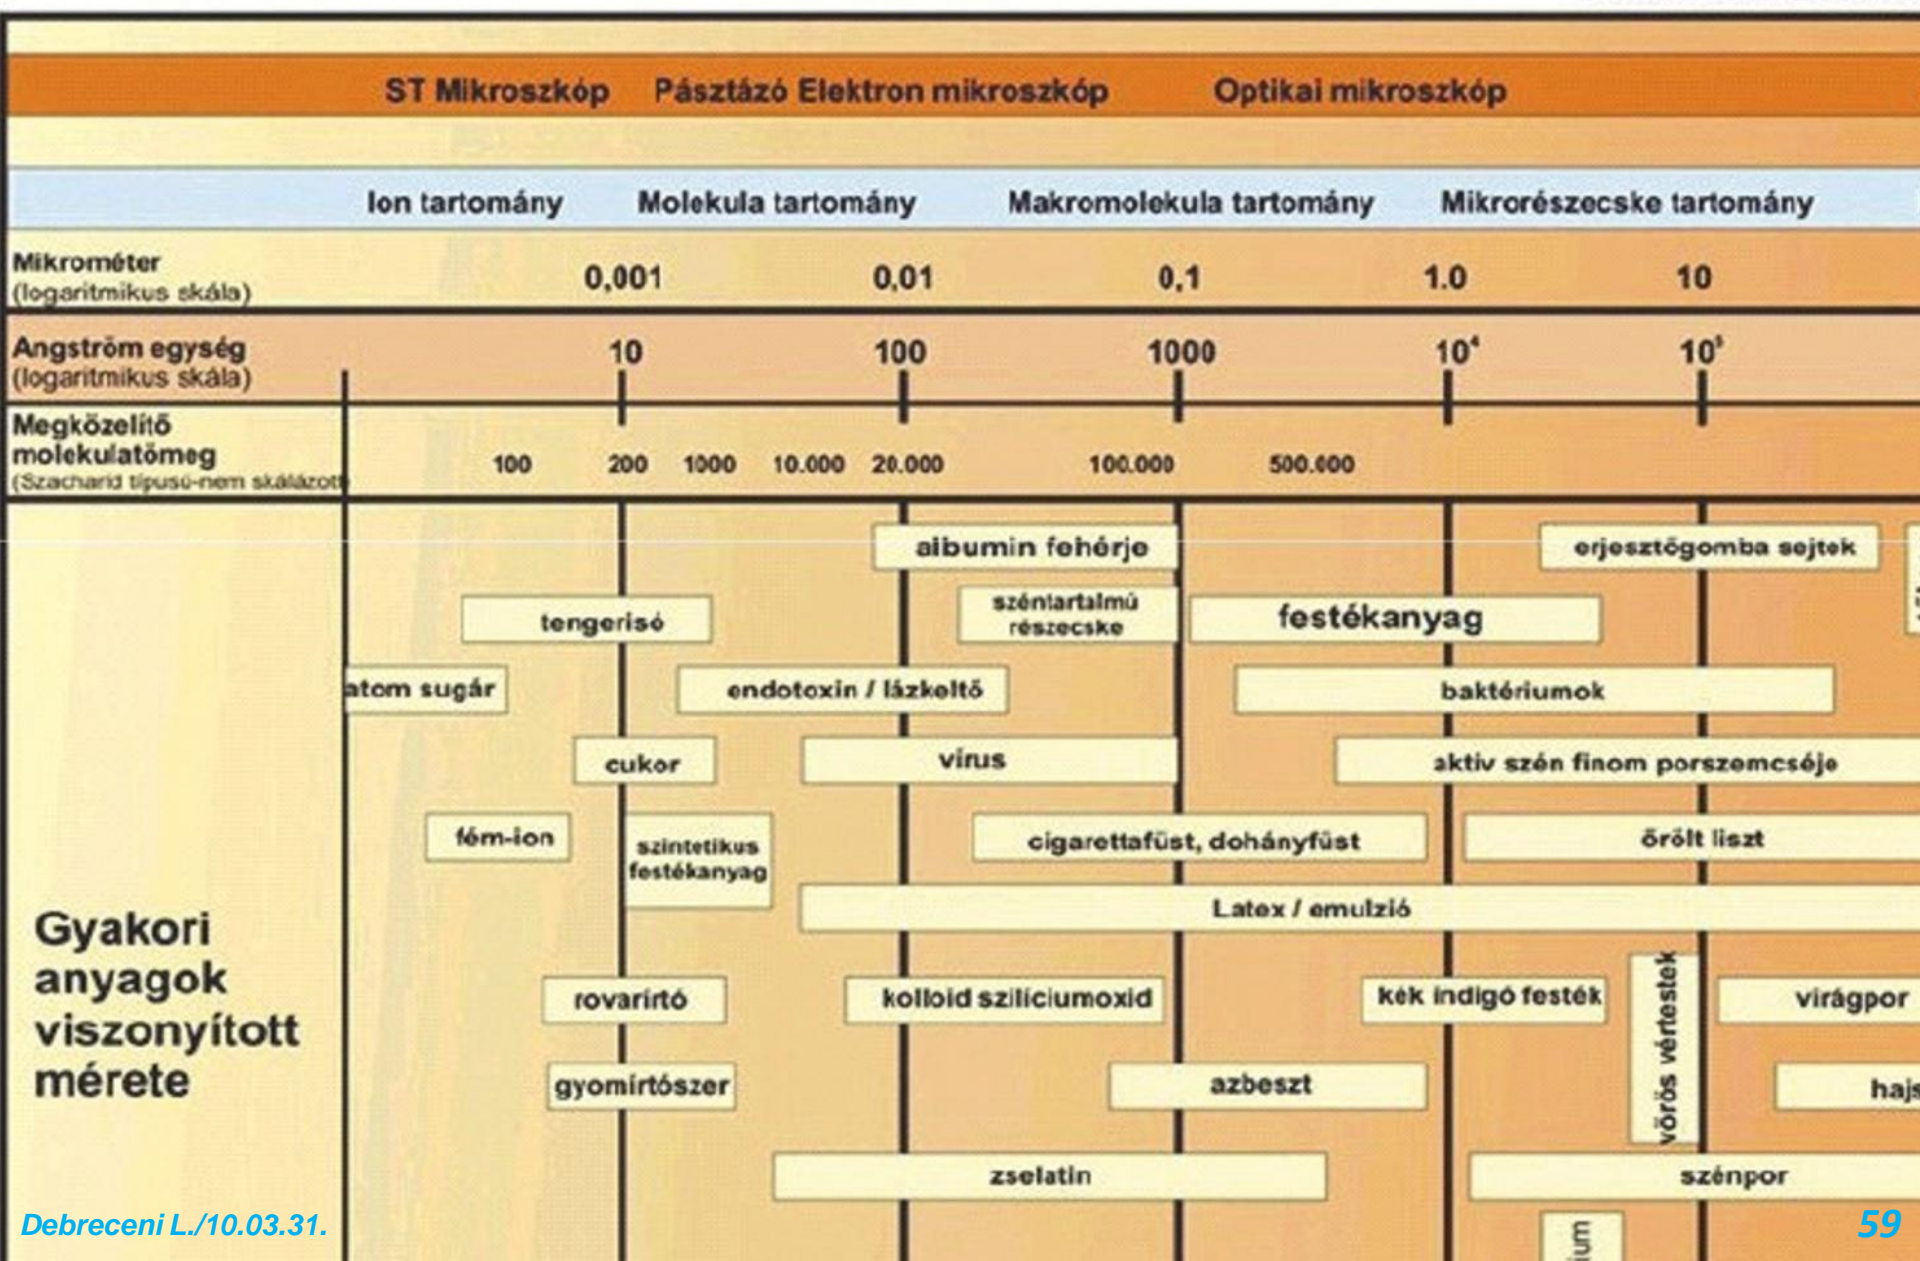 ST Mikroszkóp Pásztázó Elektron mikroszkóp Optikai mikroszkóp
Ion tartomány Molekula tartomány Makromolekula tartomány Mikrorészecske tartomány
Mikrométer
(logaritmikus skála)
0,001 0,01 0,1 1.0 10
Angström egység
(logaritmikus skála)
10 100 1000 10⁴ 10⁵
Megközelítő
molekulatömeg
(Szacharid típusú-nem skálázott)
100 200 1000 10.000 20.000 100.000 500.000
albumin fehérje erjesztőgomba sejtek
tengerisó
széntartalmú
részecske
festékanyag
atom sugár endotoxin / lázkeltő baktériumok
cukor vírus aktiv szén finom porszemcséje
fém-ion
szintetikus
festékanyag
cigarettafüst, dohányfüst őrölt liszt
Latex / emulzió
Gyakori
anyagok
viszonyított
mérete
rovarírtó kolloid szilíciumoxid kék indigó festék
vörös vértestek
virágpor
gyomírtószer azbeszt hajs
zselatin szénpor
ium
Debreceni L./10.03.31.
59